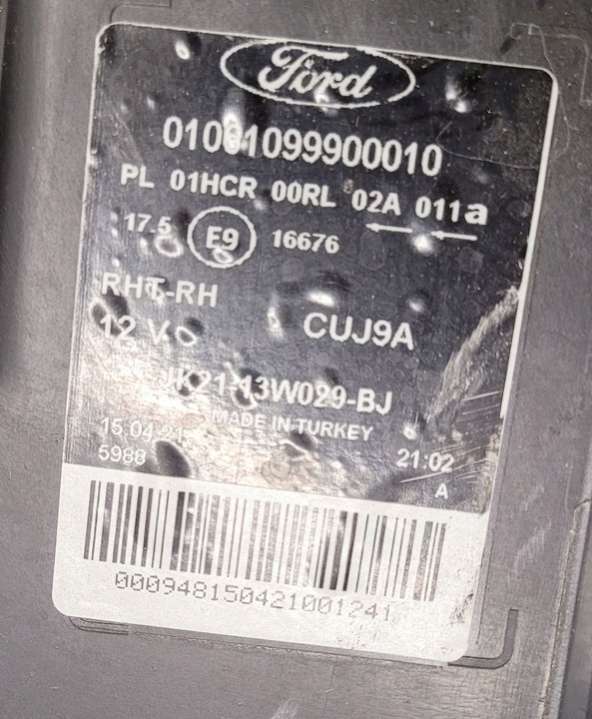 Ford
01001099900010
PL 01HCR 00RL 02A 011a
17.5 E9 16676
RHT-RH
12 V
CUJ9A
JK21-13W029-BJ
MADE IN TURKEY
15.04.21
21:02
5988
A
000948150421001241